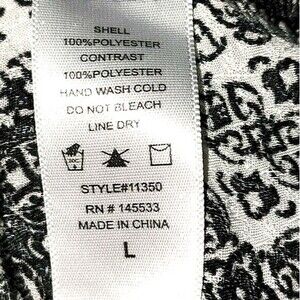 SHELL
100%POLYESTER
CONTRAST
100%POLYESTER
HAND WASH COLD
DO NOT BLEACH
LINE DRY
STYLE#11350
RN # 145533
MADE IN CHINA
L